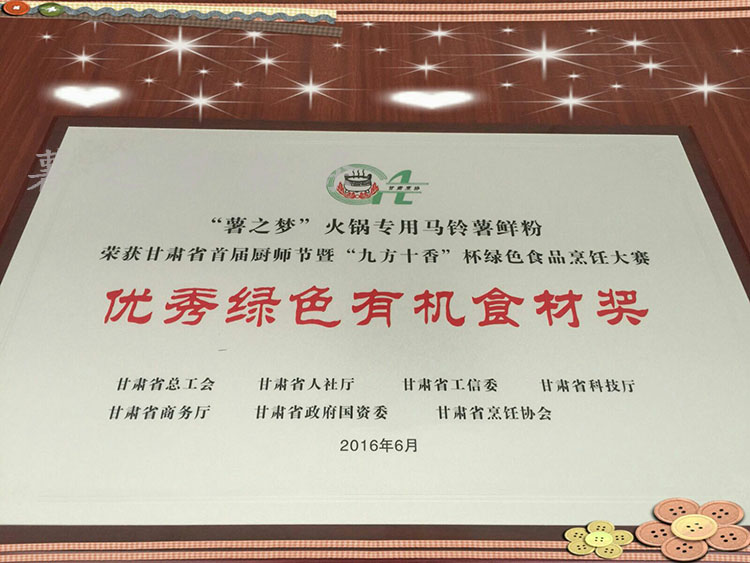 甘肃烹协
“薯之梦”火锅专用马铃薯鲜粉
荣获甘肃省首届厨师节暨“九方十香”杯绿色食品烹饪大赛
优秀绿色有机食材奖
甘肃省总工会 甘肃省人社厅 甘肃省工信委 甘肃省科技厅
甘肃省商务厅 甘肃省政府国资委 甘肃省烹饪协会
2016年6月